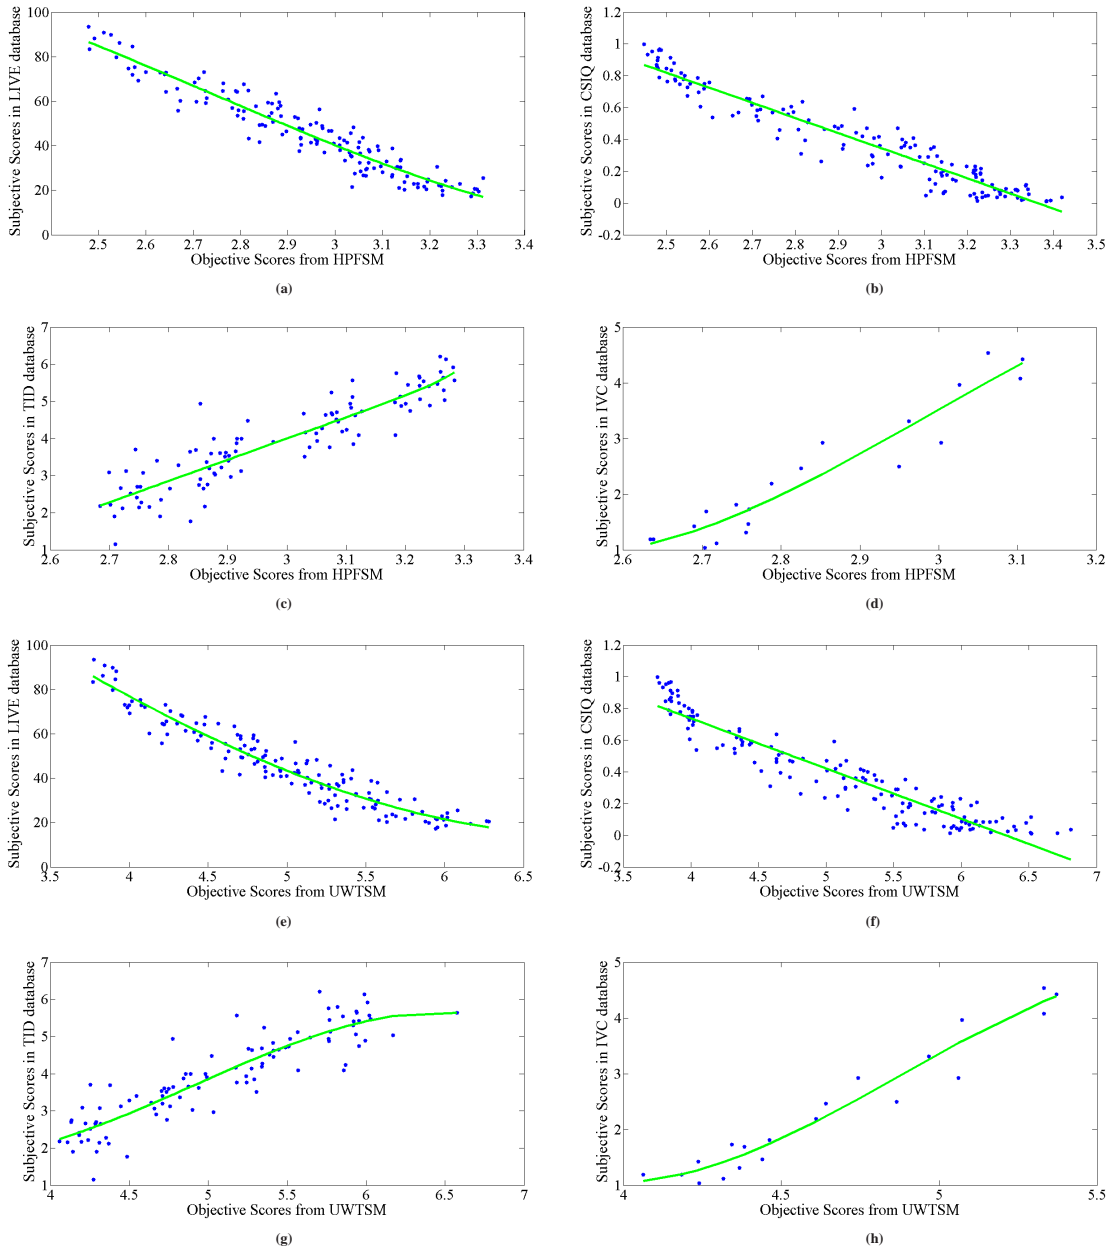 Subjective Scores in LIVE database
100
80
60
40
20
0
2.5 2.6 2.7 2.8 2.9 3 3.1 3.2 3.3 3.4
Objective Scores from HPFSM
(a)
Subjective Scores in CSIQ database
1.2
1
0.8
0.6
0.4
0.2
0
-0.2
2.5 2.6 2.7 2.8 2.9 3 3.1 3.2 3.3 3.4 3.5
Objective Scores from HPFSM
(b)
Subjective Scores in TID database
7
6
5
4
3
2
1
2.6 2.7 2.8 2.9 3 3.1 3.2 3.3 3.4
Objective Scores from HPFSM
(c)
Subjective Scores in IVC database
5
4
3
2
1
2.6 2.7 2.8 2.9 3 3.1 3.2
Objective Scores from HPFSM
(d)
Subjective Scores in LIVE database
100
80
60
40
20
0
3.5 4 4.5 5 5.5 6 6.5
Objective Scores from UWTSM
(e)
Subjective Scores in CSIQ database
1.2
1
0.8
0.6
0.4
0.2
0
-0.2
3.5 4 4.5 5 5.5 6 6.5 7
Objective Scores from UWTSM
(f)
Subjective Scores in TID database
7
6
5
4
3
2
1
4 4.5 5 5.5 6 6.5 7
Objective Scores from UWTSM
(g)
Subjective Scores in IVC database
5
4
3
2
1
4 4.5 5 5.5
Objective Scores from UWTSM
(h)